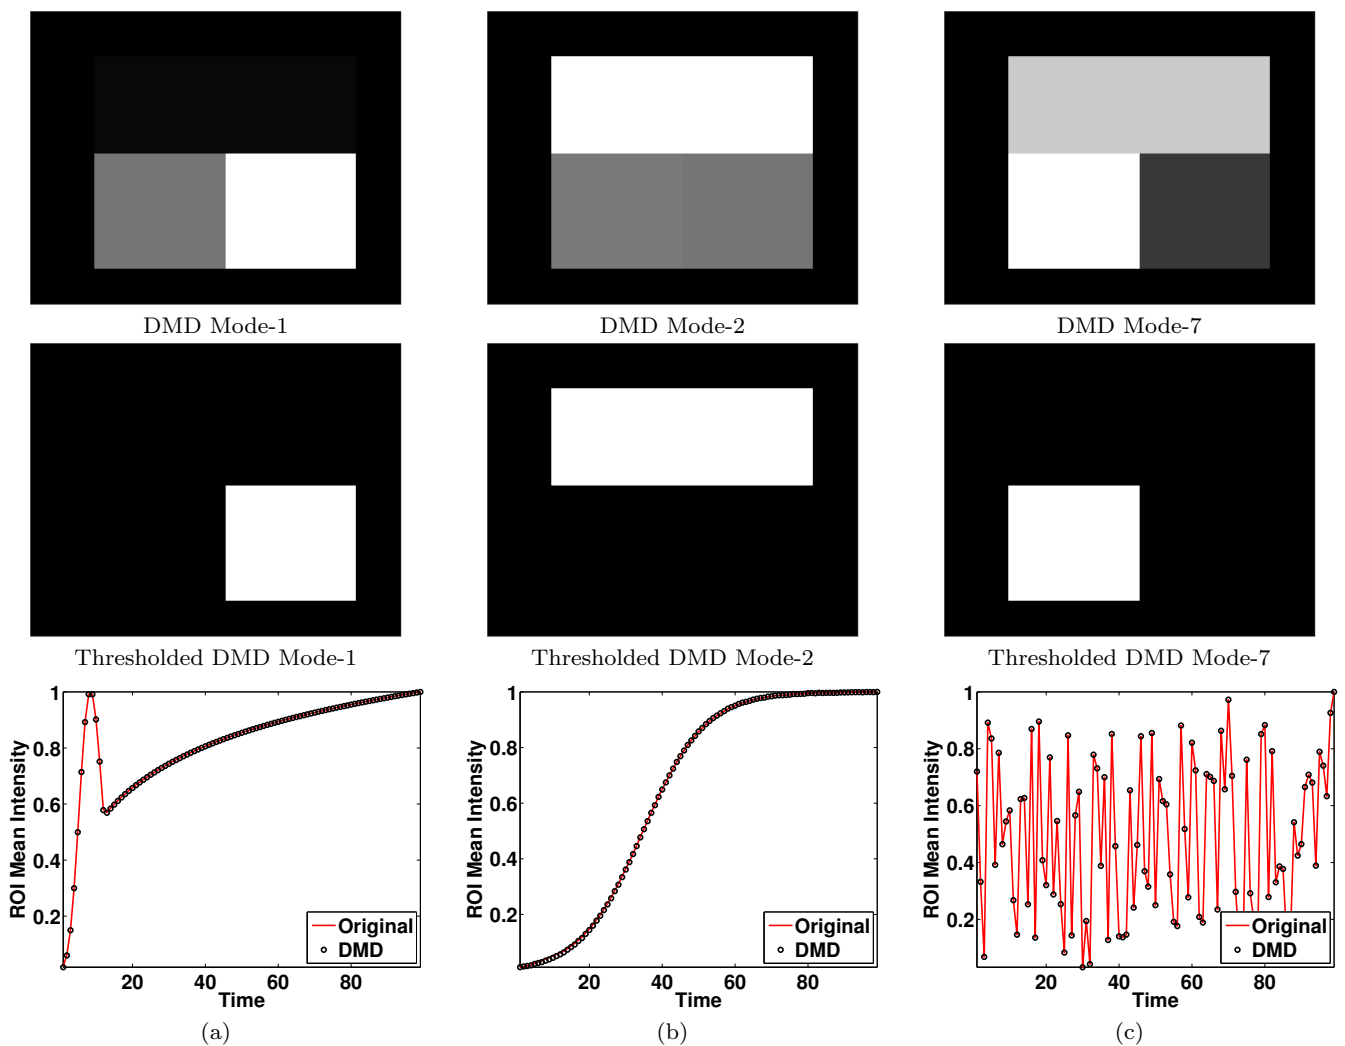 DMD Mode-1
DMD Mode-2
DMD Mode-7
Thresholded DMD Mode-1
Thresholded DMD Mode-2
Thresholded DMD Mode-7
ROI Mean Intensity
1
0.8
0.6
0.4
0.2
20
40
60
80
Time
Original
DMD
(a)
ROI Mean Intensity
1
0.8
0.6
0.4
0.2
20
40
60
80
Time
Original
DMD
(b)
ROI Mean Intensity
1
0.8
0.6
0.4
0.2
20
40
60
80
Time
Original
DMD
(c)